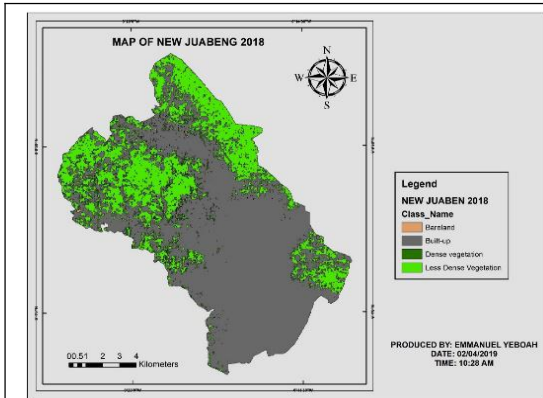 MAP OF NEW JUABENG 2018
N
W E
S
Legend
NEW JUABEN 2018
Class_Name
Bareland
Built-up
Dense vegetation
Less Dense Vegetation
00.51 2 3 4
Kilometers
PRODUCED BY: EMMANUEL YEBOAH
DATE: 02/04/2019
TIME: 10:28 AM